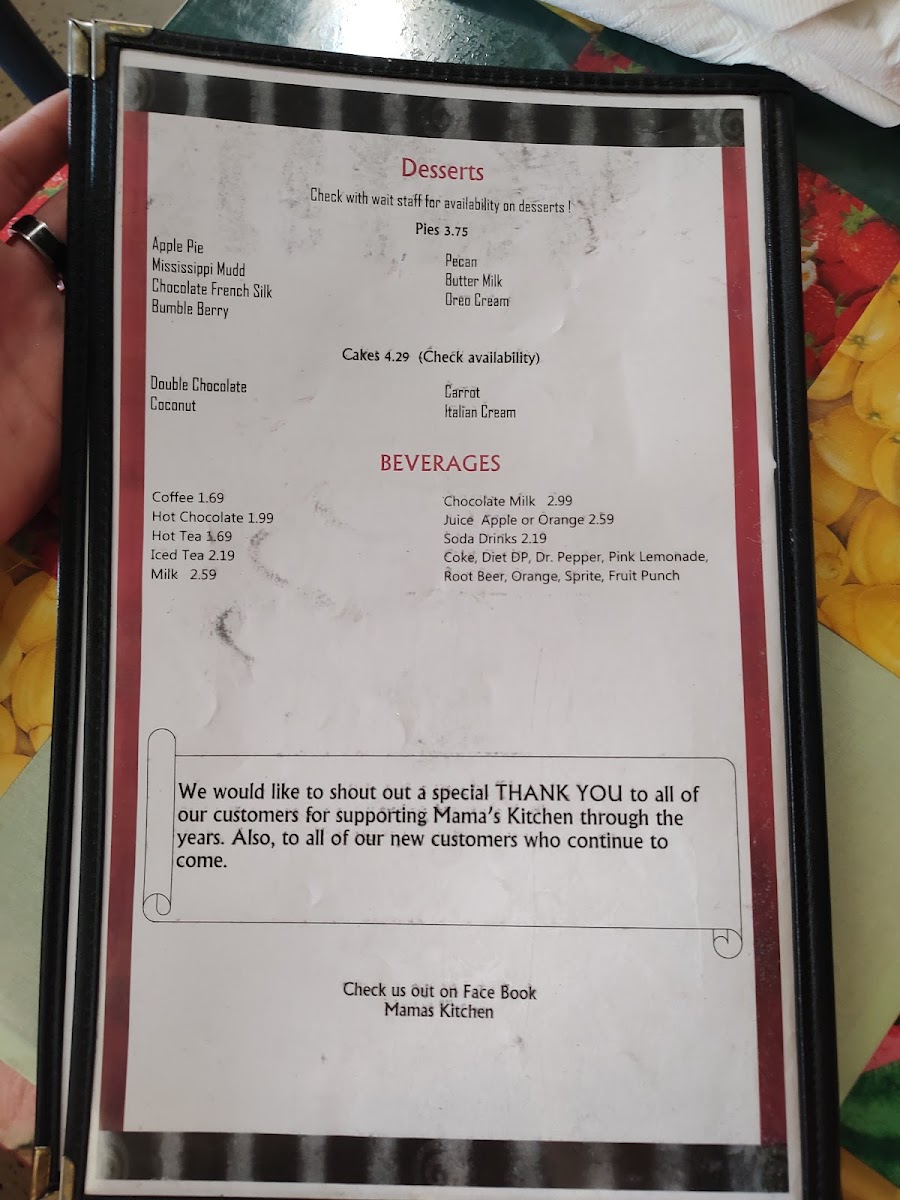 Desserts
Check with wait staff for availability on desserts !
Pies 3.75
Apple Pie
Mississippi Mudd
Chocolate French Silk
Bumble Berry
Pecan
Butter Milk
Oreo Cream
Cakes 4.29 (Check availability)
Double Chocolate
Coconut
Carrot
Italian Cream
BEVERAGES
Coffee 1.69
Hot Chocolate 1.99
Hot Tea 1.69
Iced Tea 2.19
Milk 2.59
Chocolate Milk 2.99
Juice Apple or Orange 2.59
Soda Drinks 2.19
Coke, Diet DP, Dr. Pepper, Pink Lemonade,
Root Beer, Orange, Sprite, Fruit Punch
We would like to shout out a special THANK YOU to all of
our customers for supporting Mama's Kitchen through the
years. Also, to all of our new customers who continue to
come.
Check us out on Face Book
Mamas Kitchen